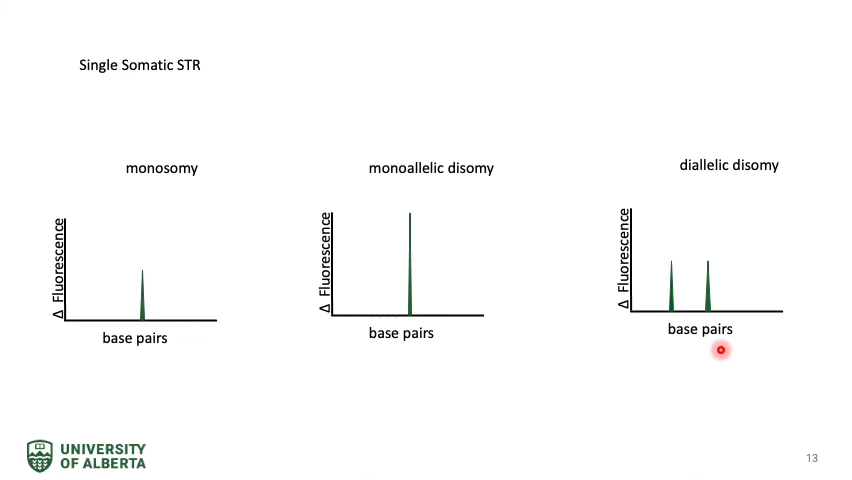 Single Somatic STR
monosomy
monoallelic disomy
diallelic disomy
Δ Fluorescence
Δ Fluorescence
Δ Fluorescence
base pairs
base pairs
base pairs
UNIVERSITY
OF ALBERTA
13